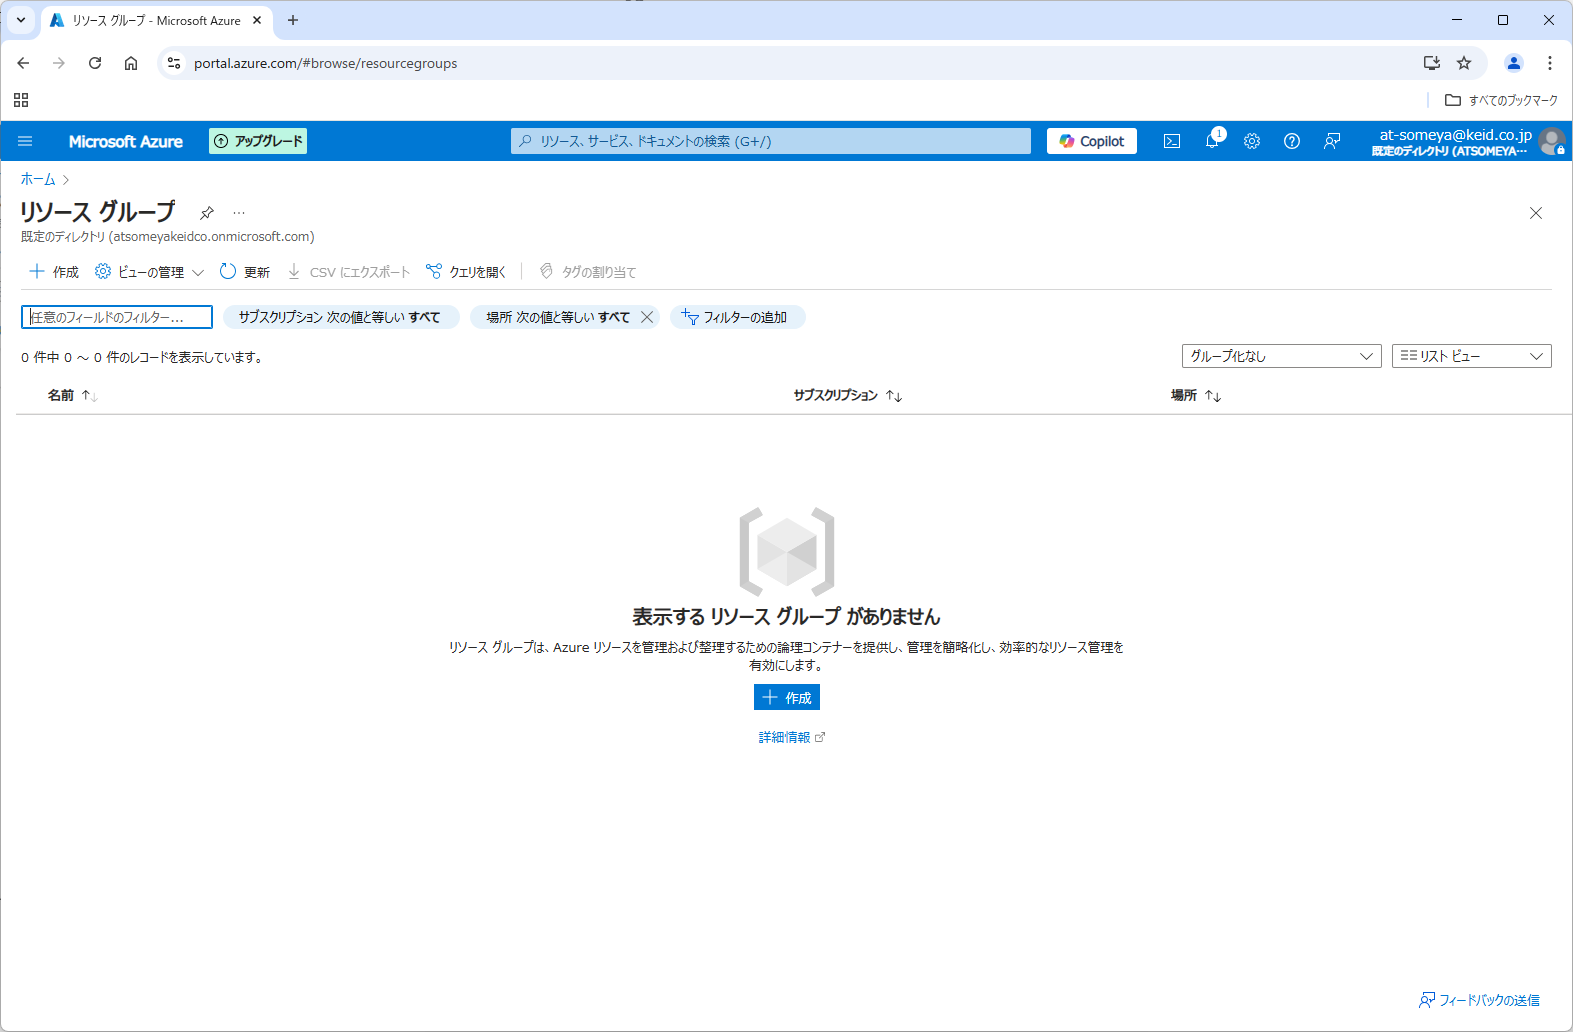 リソース グループ - Microsoft Azure
portal.azure.com/#browse/resourcegroups
すべてのブックマーク
Microsoft Azure
アップグレード
リソース、サービス、ドキュメントの検索 (G+/)
Copilot
1
at-someya@keid.co.jp
既定のディレクトリ (ATSOMEYA…
ホーム
リソース グループ
既定のディレクトリ (atsomeyakeidco.onmicrosoft.com)
作成
ビューの管理
更新
CSV にエクスポート
クエリを開く
タグの割り当て
任意のフィールドのフィルター...
サブスクリプション 次の値と等しい すべて
場所 次の値と等しい すべて
フィルターの追加
0 件中 0 ～ 0 件のレコードを表示しています。
グループ化なし
リスト ビュー
名前
サブスクリプション
場所
表示する リソース グループ がありません
リソース グループは、Azure リソースを管理および整理するための論理コンテナーを提供し、管理を簡略化し、効率的なリソース管理を
有効にします。
作成
詳細情報
フィードバックの送信